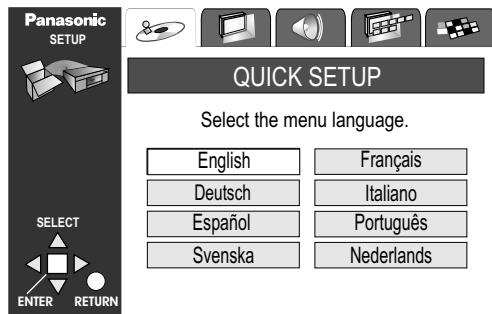 Panasonic
SETUP
QUICK SETUP
Select the menu language.
English
Français
Deutsch
Italiano
Español
Português
Svenska
Nederlands
SELECT
ENTER RETURN